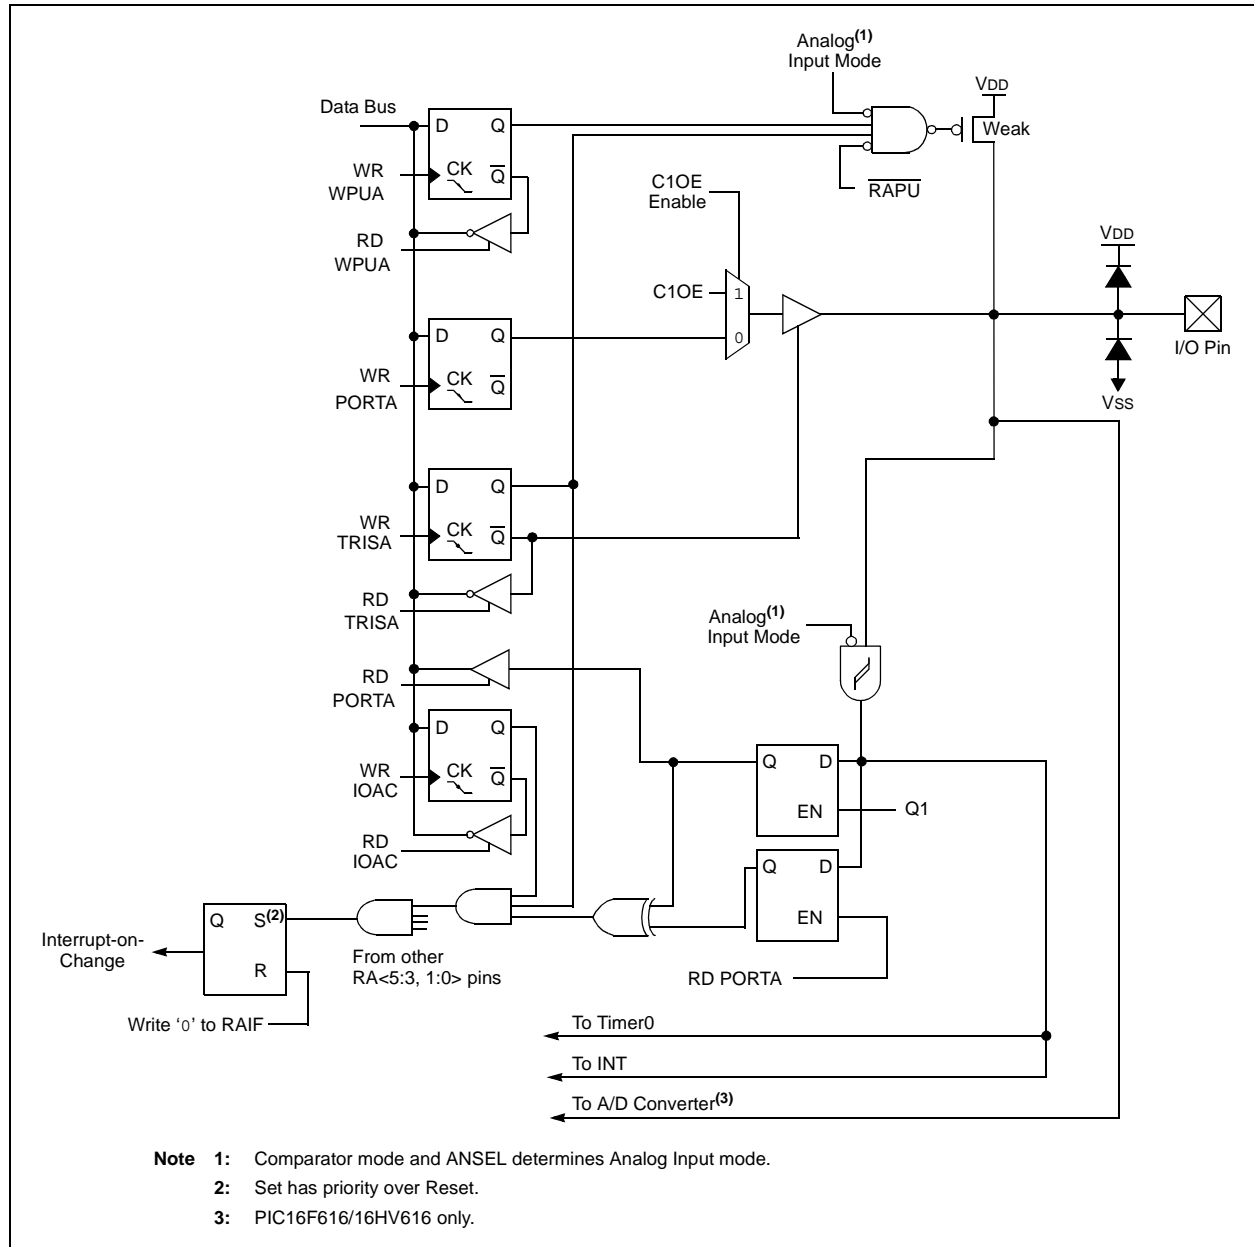 Analog(1)
Input Mode
VDD
Data Bus
D Q
Weak
WR
WPUA
CK Q
C1OE
Enable
RAPU
RD
WPUA
VDD
C1OE
1
D Q
0
I/O Pin
WR
PORTA
CK Q
VSS
D Q
WR
TRISA
CK Q
RD
TRISA
Analog(1)
Input Mode
RD
PORTA
D Q
Q D
WR
IOAC
CK Q
EN
Q1
RD
IOAC
Q D
EN
Q S(2)
R
Interrupt-on-
Change
From other
RA<5:3, 1:0> pins
RD PORTA
Write ‘0’ to RAIF
To Timer0
To INT
To A/D Converter(3)
Note 1: Comparator mode and ANSEL determines Analog Input mode.
2: Set has priority over Reset.
3: PIC16F616/16HV616 only.